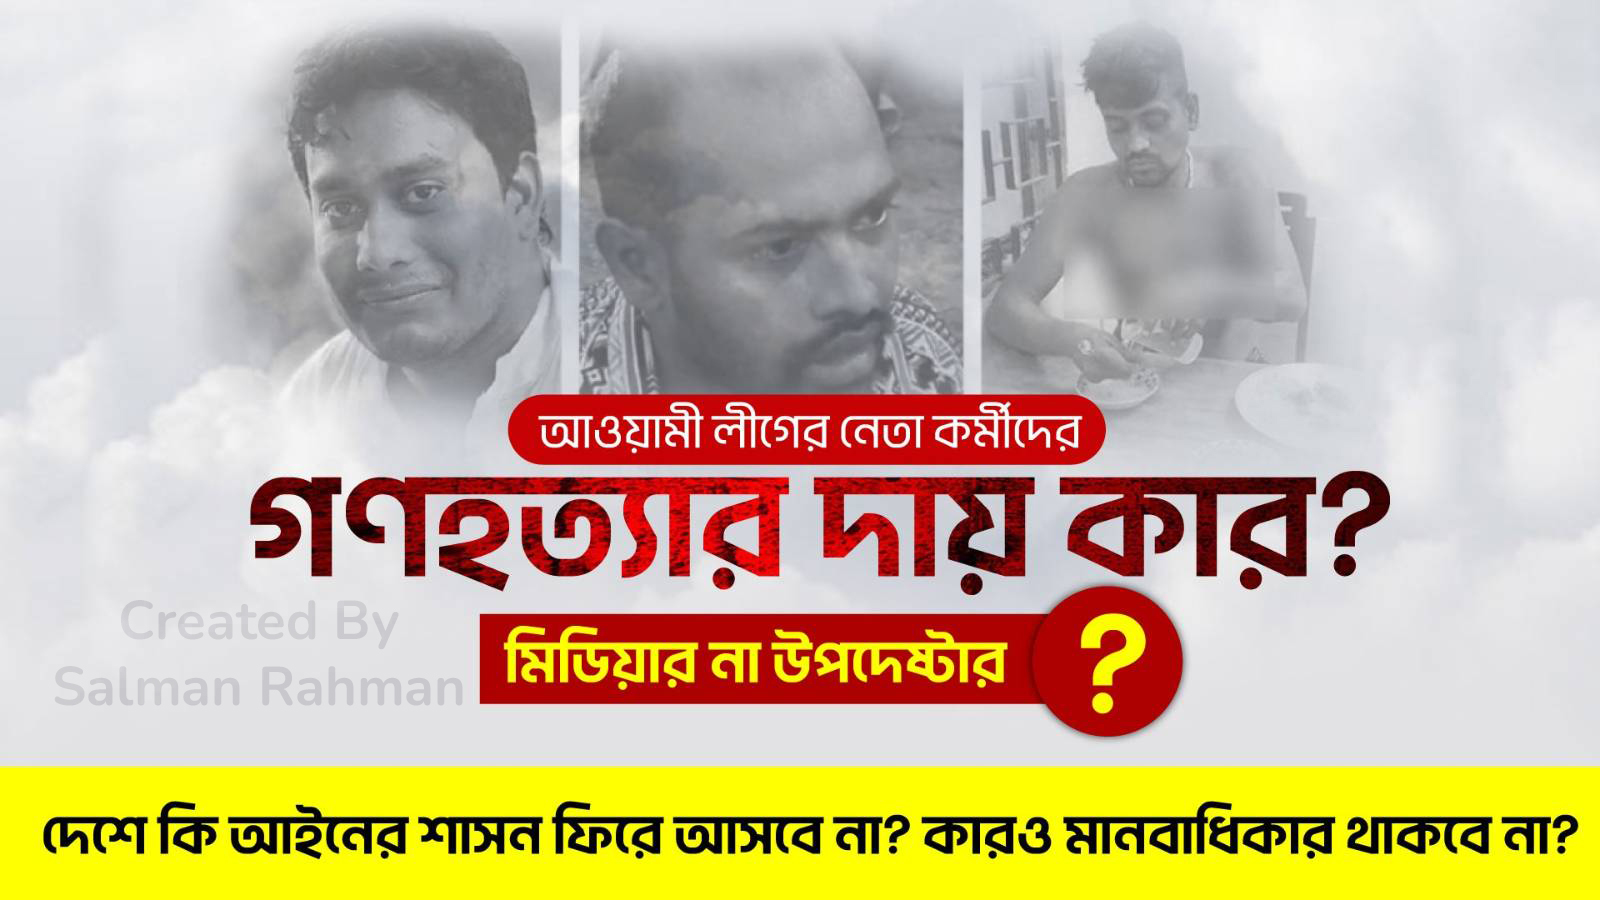 আওয়ামী লীগের নেতা কর্মীদের
গণহত্যার দায় কার?
মিডিয়ার না উপদেষ্টার
?
Created By
Salman Rahman
দেশে কি আইনের শাসন ফিরে আসবে না? কারও মানবাধিকার থাকবে না?